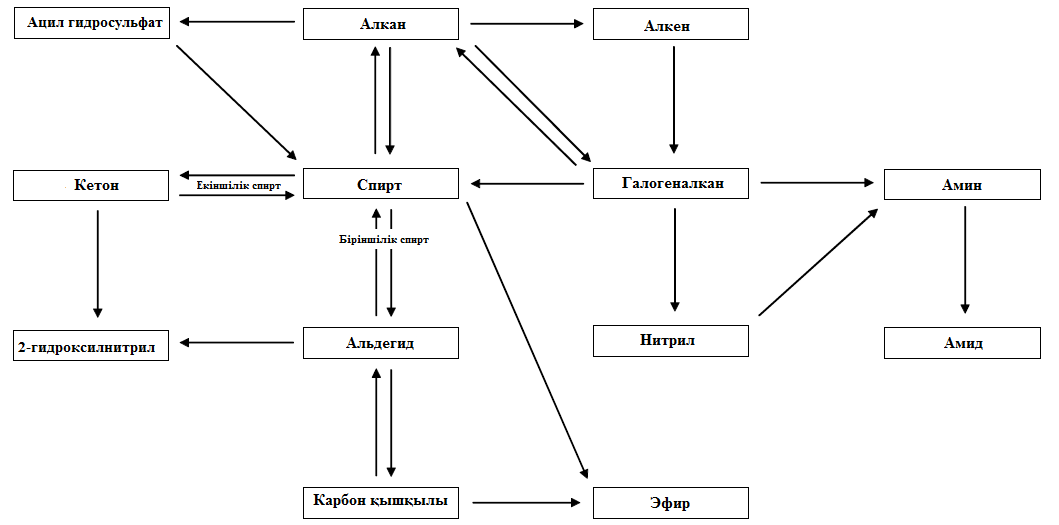 Ацил гидросульфат
Алкан
Алкен
Кетон
Екіншілік спирт
Спирт
Галогеналкан
Амин
Біріншілік спирт
2-гидроксилнитрил
Альдегид
Нитрил
Амид
Карбон қышқылы
Эфир